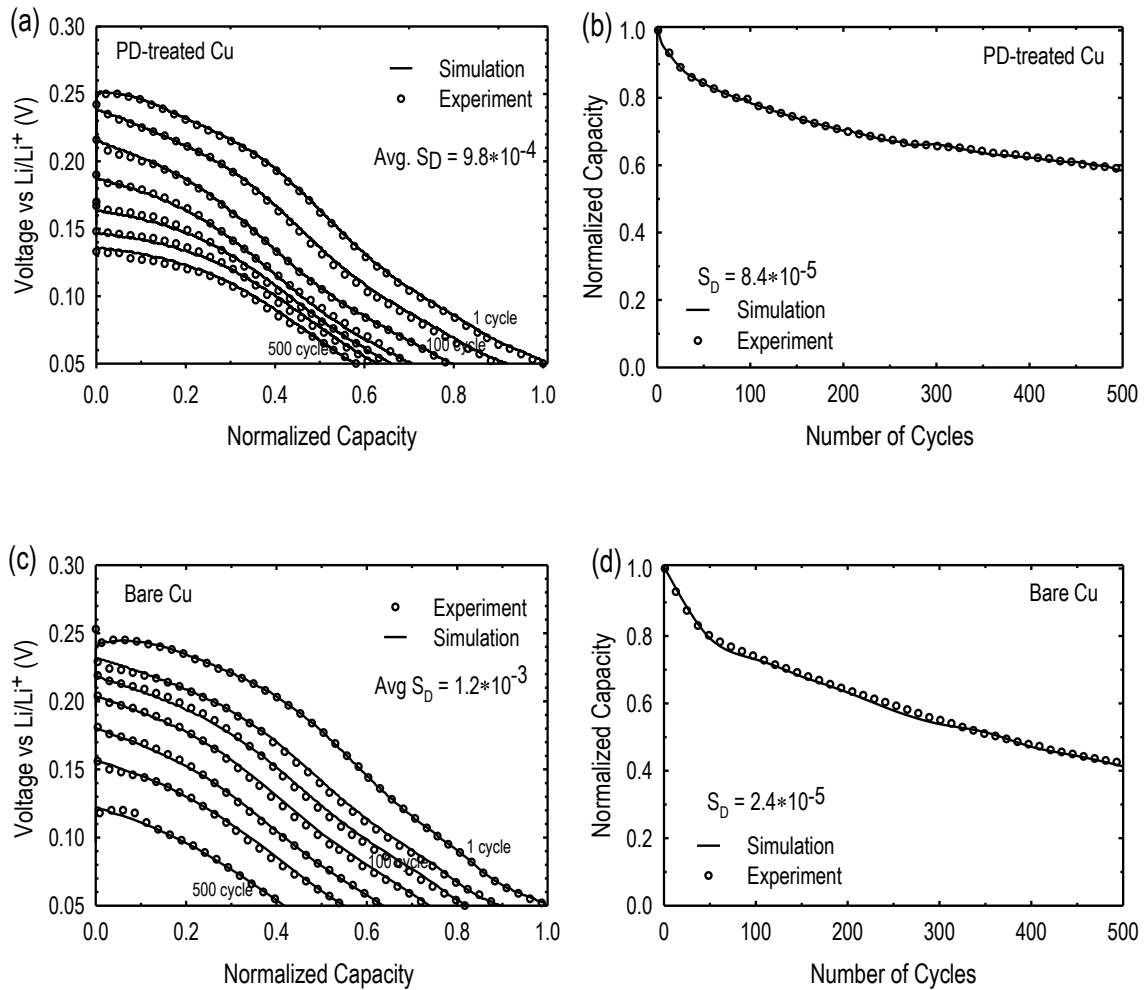 (a)
0.30
0.25
0.20
0.15
0.10
0.05
Voltage vs Li/Li⁺ (V)
PD-treated Cu
Simulation
Experiment
Avg. SD = 9.8*10⁻⁴
1 cycle
100 cycle
500 cycle
0.0 0.2 0.4 0.6 0.8 1.0
Normalized Capacity
(b)
1.0
0.8
0.6
0.4
0.2
0.0
Normalized Capacity
PD-treated Cu
S_D = 8.4*10⁻⁵
Simulation
Experiment
0 100 200 300 400 500
Number of Cycles
(c)
0.30
0.25
0.20
0.15
0.10
0.05
Voltage vs Li/Li⁺ (V)
Bare Cu
Experiment
Simulation
Avg S_D = 1.2*10⁻³
1 cycle
100 cycle
500 cycle
0.0 0.2 0.4 0.6 0.8 1.0
Normalized Capacity
(d)
1.0
0.8
0.6
0.4
0.2
0.0
Normalized Capacity
Bare Cu
S_D = 2.4*10⁻⁵
Simulation
Experiment
0 100 200 300 400 500
Number of Cycles